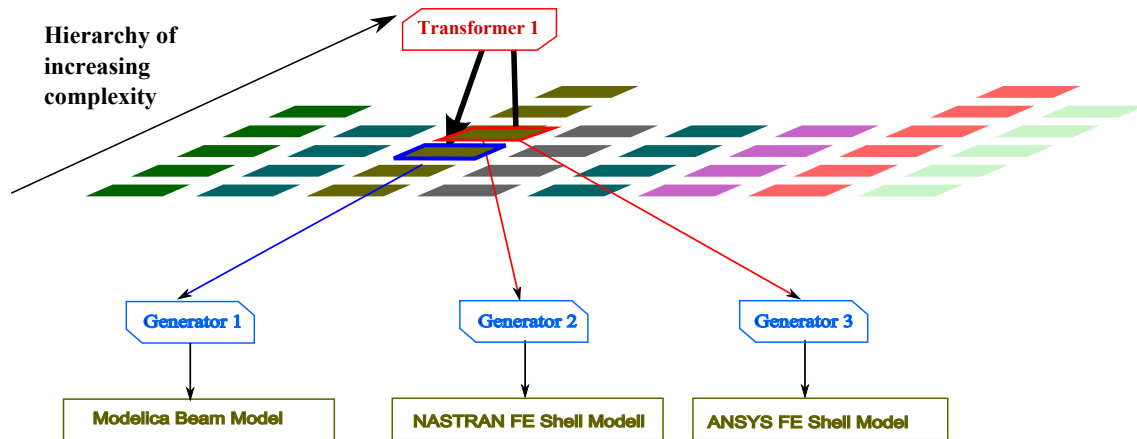 Transformer 1
Hierarchy of
increasing
complexity
Generator 1
Generator 2
Generator 3
Modelica Beam Model
NASTRAN FE Shell Modell
ANSYS FE Shell Model